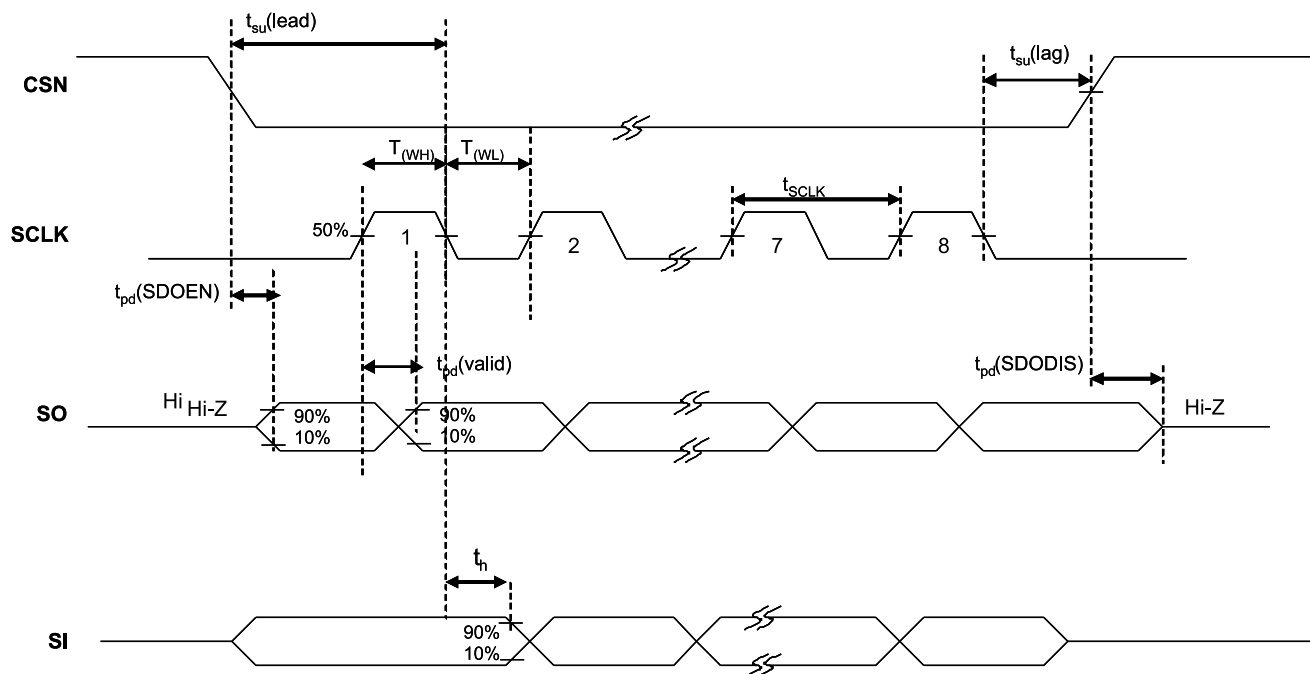 tsu(lead)
tsu(lag)
CSN
T(WH) T(WL)
tSCLK
SCLK
50% 1 2 7 8
tpd(SDOEN)
tpd(valid)
tpd(SDODIS)
SO
Hi Hi-Z
90%
10%
90%
10%
Hi-Z
th
SI
90%
10%